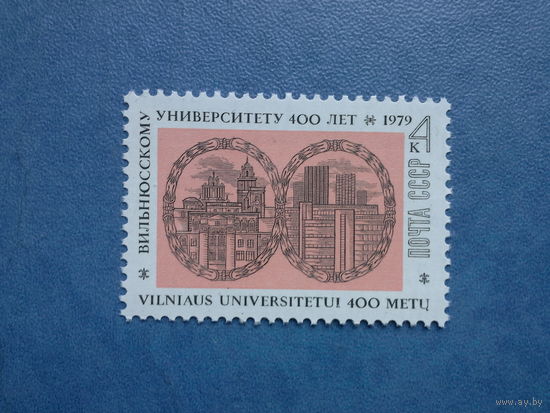 ВИЛЬНЮССКОМУ
УНИВЕРСИТЕТУ 400 ЛЕТ ⁜ 1979
4 К
ПОЧТА СССР
VILNIAUS UNIVERSITETUI 400 METŲ
www.ay.by